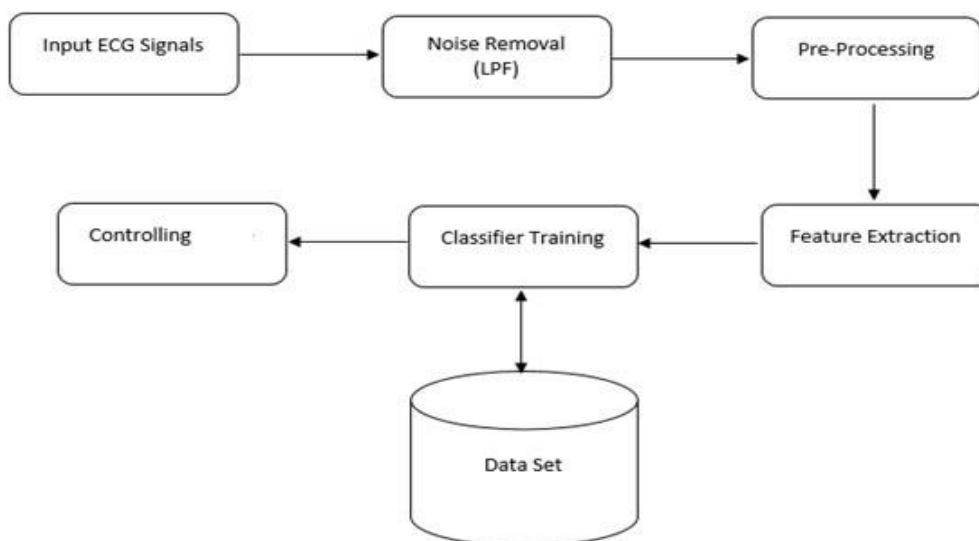 Input ECG Signals
Noise Removal
(LPF)
Pre-Processing
Controlling
Classifier Training
Feature Extraction
Data Set